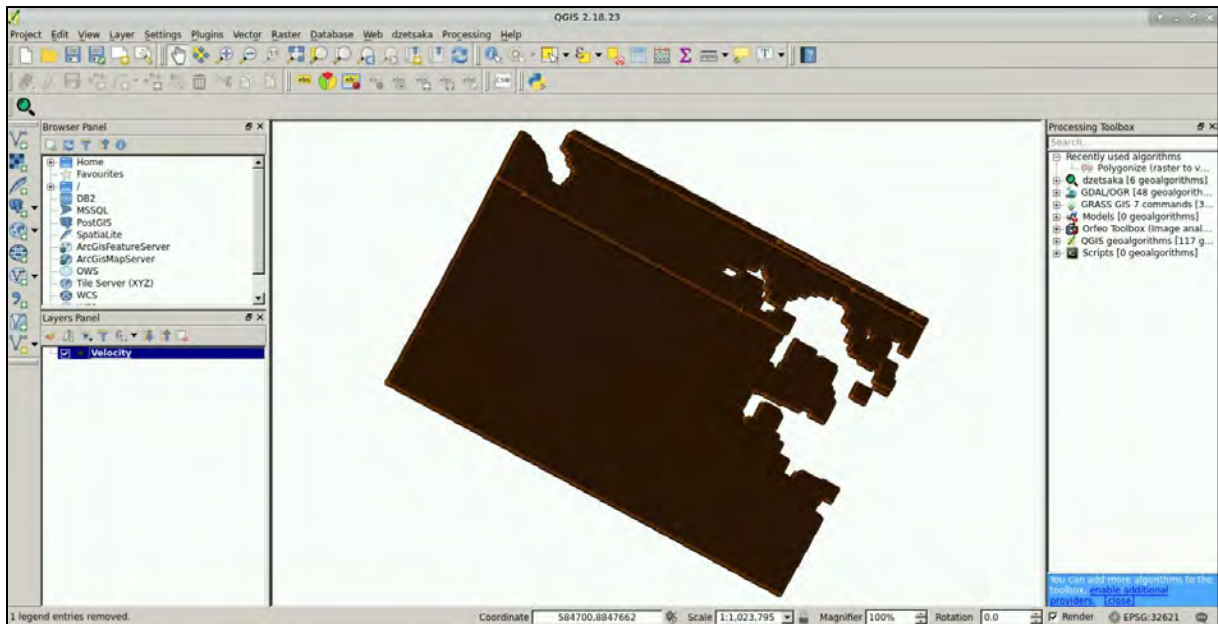 QGIS 2.18.23
Project Edit View Layer Settings Plugins Vector Raster Database Web dzetsaka Processing Help
Browser Panel
Home
Favourites
/
DB2
MSSQL
PostGIS
SpatiaLite
ArcGisFeatureServer
ArcGisMapServer
OWS
Tile Server (XYZ)
WCS
Layers Panel
Velocity
Processing Toolbox
Search...
Recently used algorithms
Polygonize (raster to v...
dzetsaka [6 geoalgorithms]
GDAL/OGR [48 geoalgorith...
GRASS GIS 7 commands [3...
Models [0 geoalgorithms]
Orfeo Toolbox (Image anal...
QGIS geoalgorithms [117 g...
Scripts [0 geoalgorithms]
You can add more algorithms to the
toolbox, enable additional
providers. [close]
1 legend entries removed. Coordinate 584700,8847662 Scale 1:1,023,795 Magnifier 100% Rotation 0.0 Render EPSG:32621